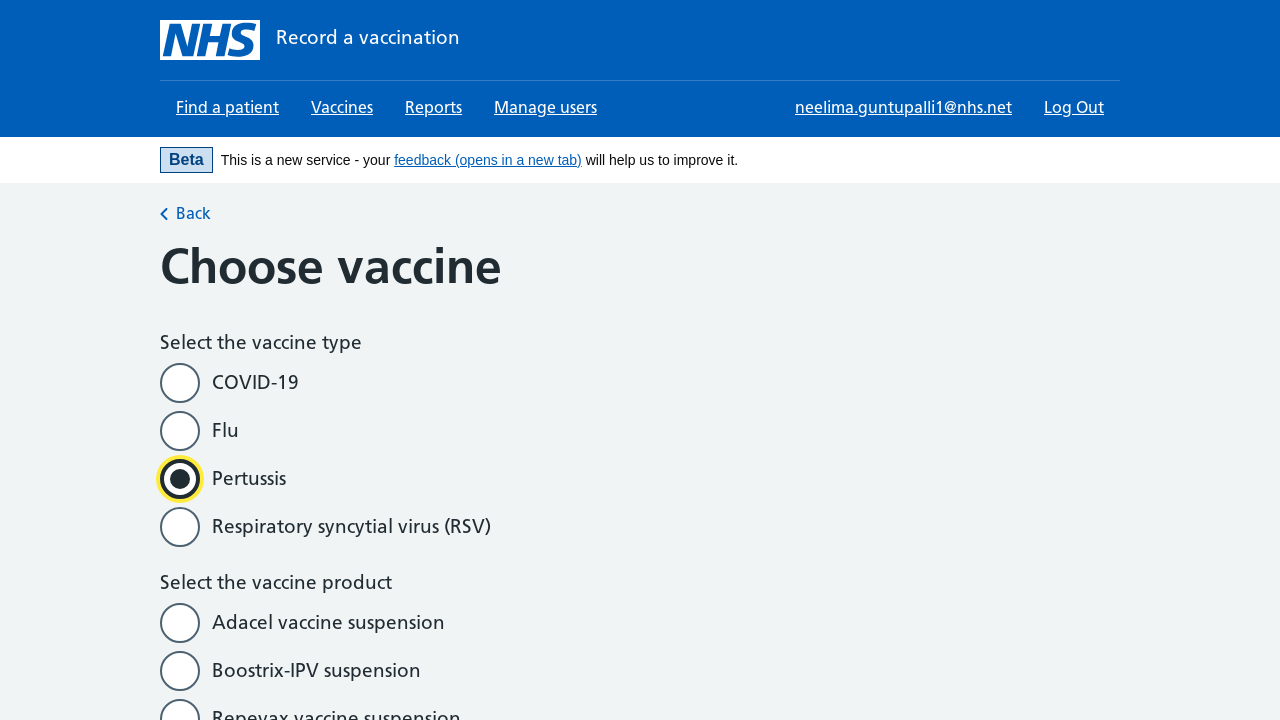 NHS Record a vaccination
Find a patient Vaccines Reports Manage users neelima.guntupalli1@nhs.net Log Out
Beta This is a new service - your feedback (opens in a new tab) will help us to improve it.
Back
Choose vaccine
Select the vaccine type
COVID-19
Flu
Pertussis
Respiratory syncytial virus (RSV)
Select the vaccine product
Adacel vaccine suspension
Boostrix-IPV suspension
Repevax vaccine suspension